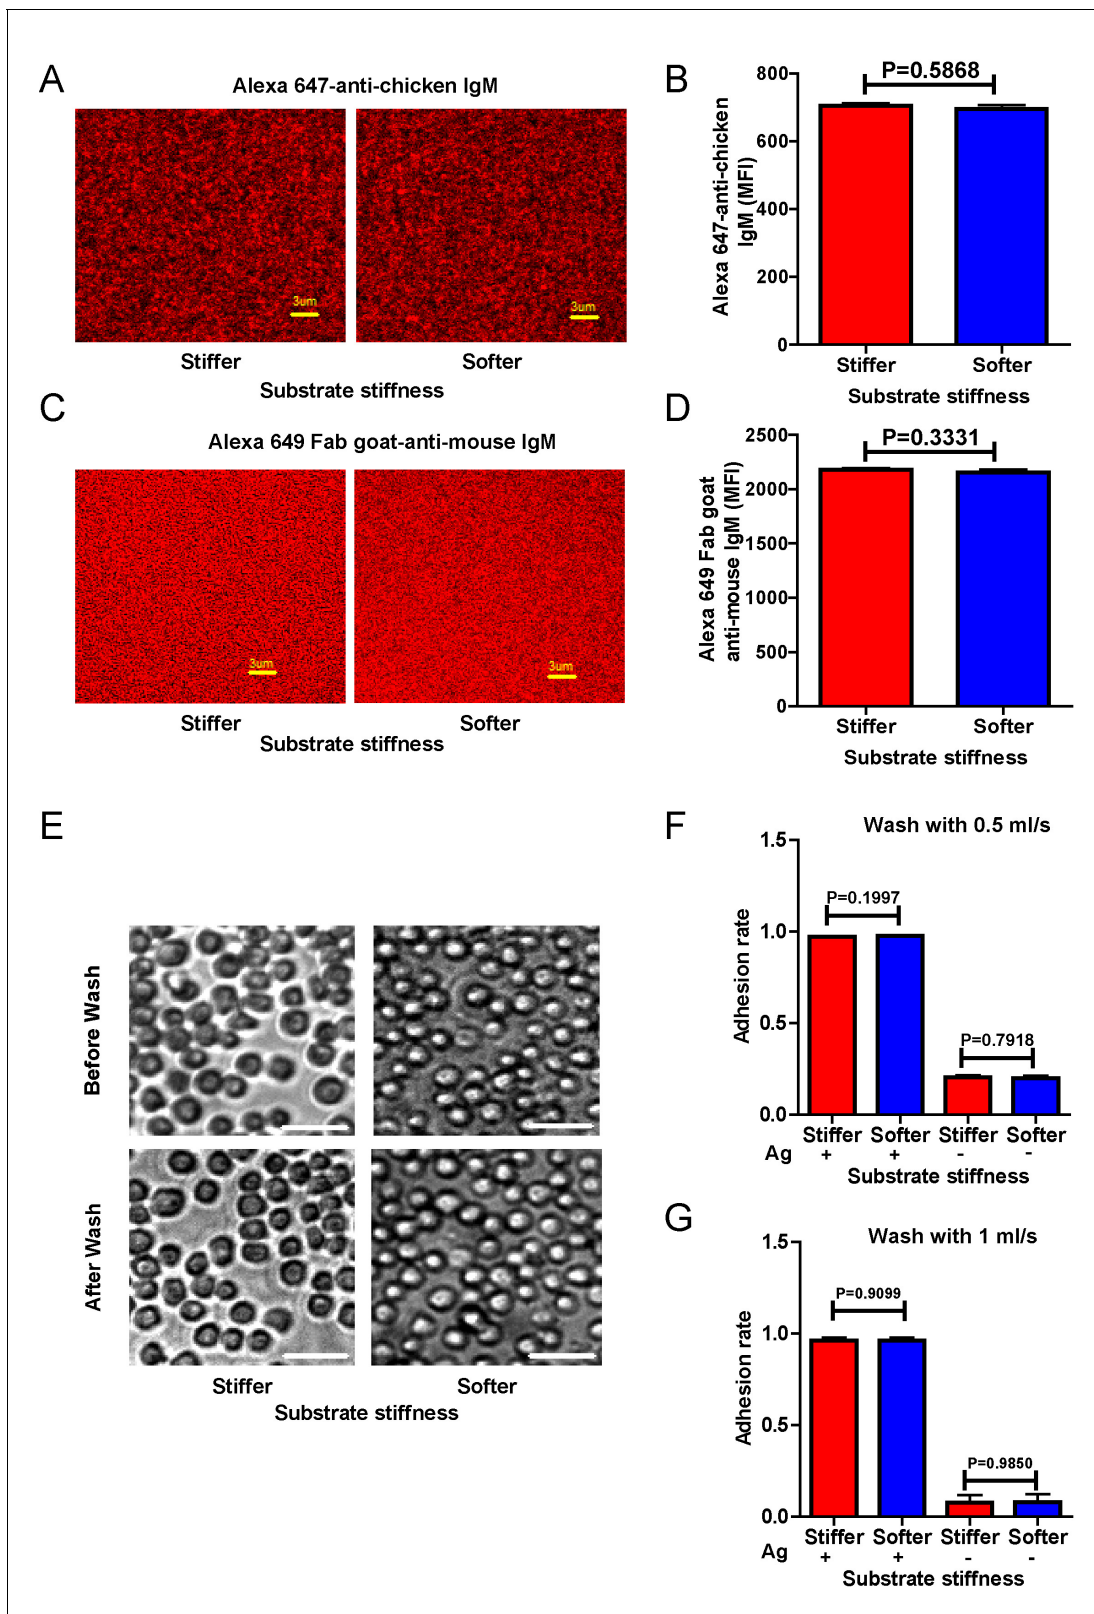 A
Alexa 647-anti-chicken IgM
3um
3um
Stiffer
Softer
Substrate stiffness
B
P=0.5868
Alexa 647-anti-chicken
IgM (MFI)
800
600
400
200
0
Stiffer
Softer
Substrate stiffness
C
Alexa 649 Fab goat-anti-mouse IgM
3um
3um
Stiffer
Softer
Substrate stiffness
D
P=0.3331
Alexa 649 Fab goat
anti-mouse IgM (MFI)
2500
2000
1500
1000
500
0
Stiffer
Softer
Substrate stiffness
E
Before Wash
After Wash
Stiffer
Softer
Substrate stiffness
F
Wash with 0.5 ml/s
Adhesion rate
1.5
1.0
0.5
0.0
P=0.1997
P=0.7918
Stiffer Softer Stiffer Softer
Ag + + - -
Substrate stiffness
G
Wash with 1 ml/s
Adhesion rate
1.5
1.0
0.5
0.0
P=0.9099
P=0.9850
Stiffer Softer Stiffer Softer
Ag + + - -
Substrate stiffness